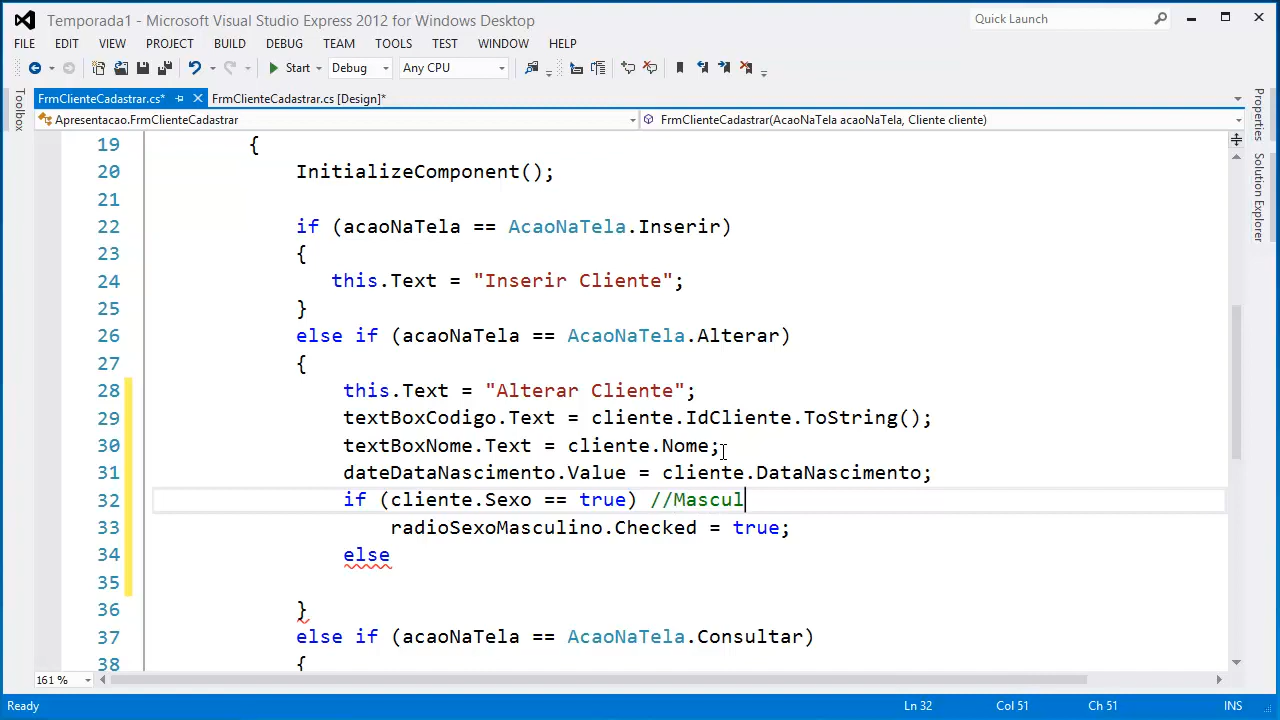 Temporada1 - Microsoft Visual Studio Express 2012 for Windows Desktop
Quick Launch
FILE EDIT VIEW PROJECT BUILD DEBUG TEAM TOOLS TEST WINDOW HELP
Start Debug Any CPU
Toolbox
FrmClienteCadastrar.cs* FrmClienteCadastrar.cs [Design]*
Apresentacao.FrmClienteCadastrar FrmClienteCadastrar(AcaoNaTela acaoNaTela, Cliente cliente)
Properties
Solution Explorer
19 {
20 InitializeComponent();
21
22 if (acaoNaTela == AcaoNaTela.Inserir)
23 {
24 this.Text = "Inserir Cliente";
25 }
26 else if (acaoNaTela == AcaoNaTela.Alterar)
27 {
28 this.Text = "Alterar Cliente";
29 textBoxCodigo.Text = cliente.IdCliente.ToString();
30 textBoxNome.Text = cliente.Nome;
31 dateDataNascimento.Value = cliente.DataNascimento;
32 if (cliente.Sexo == true) //Mascul
33 radioSexoMasculino.Checked = true;
34 else
35
36 }
37 else if (acaoNaTela == AcaoNaTela.Consultar)
38 {
161 %
Ready Ln 32 Col 51 Ch 51 INS